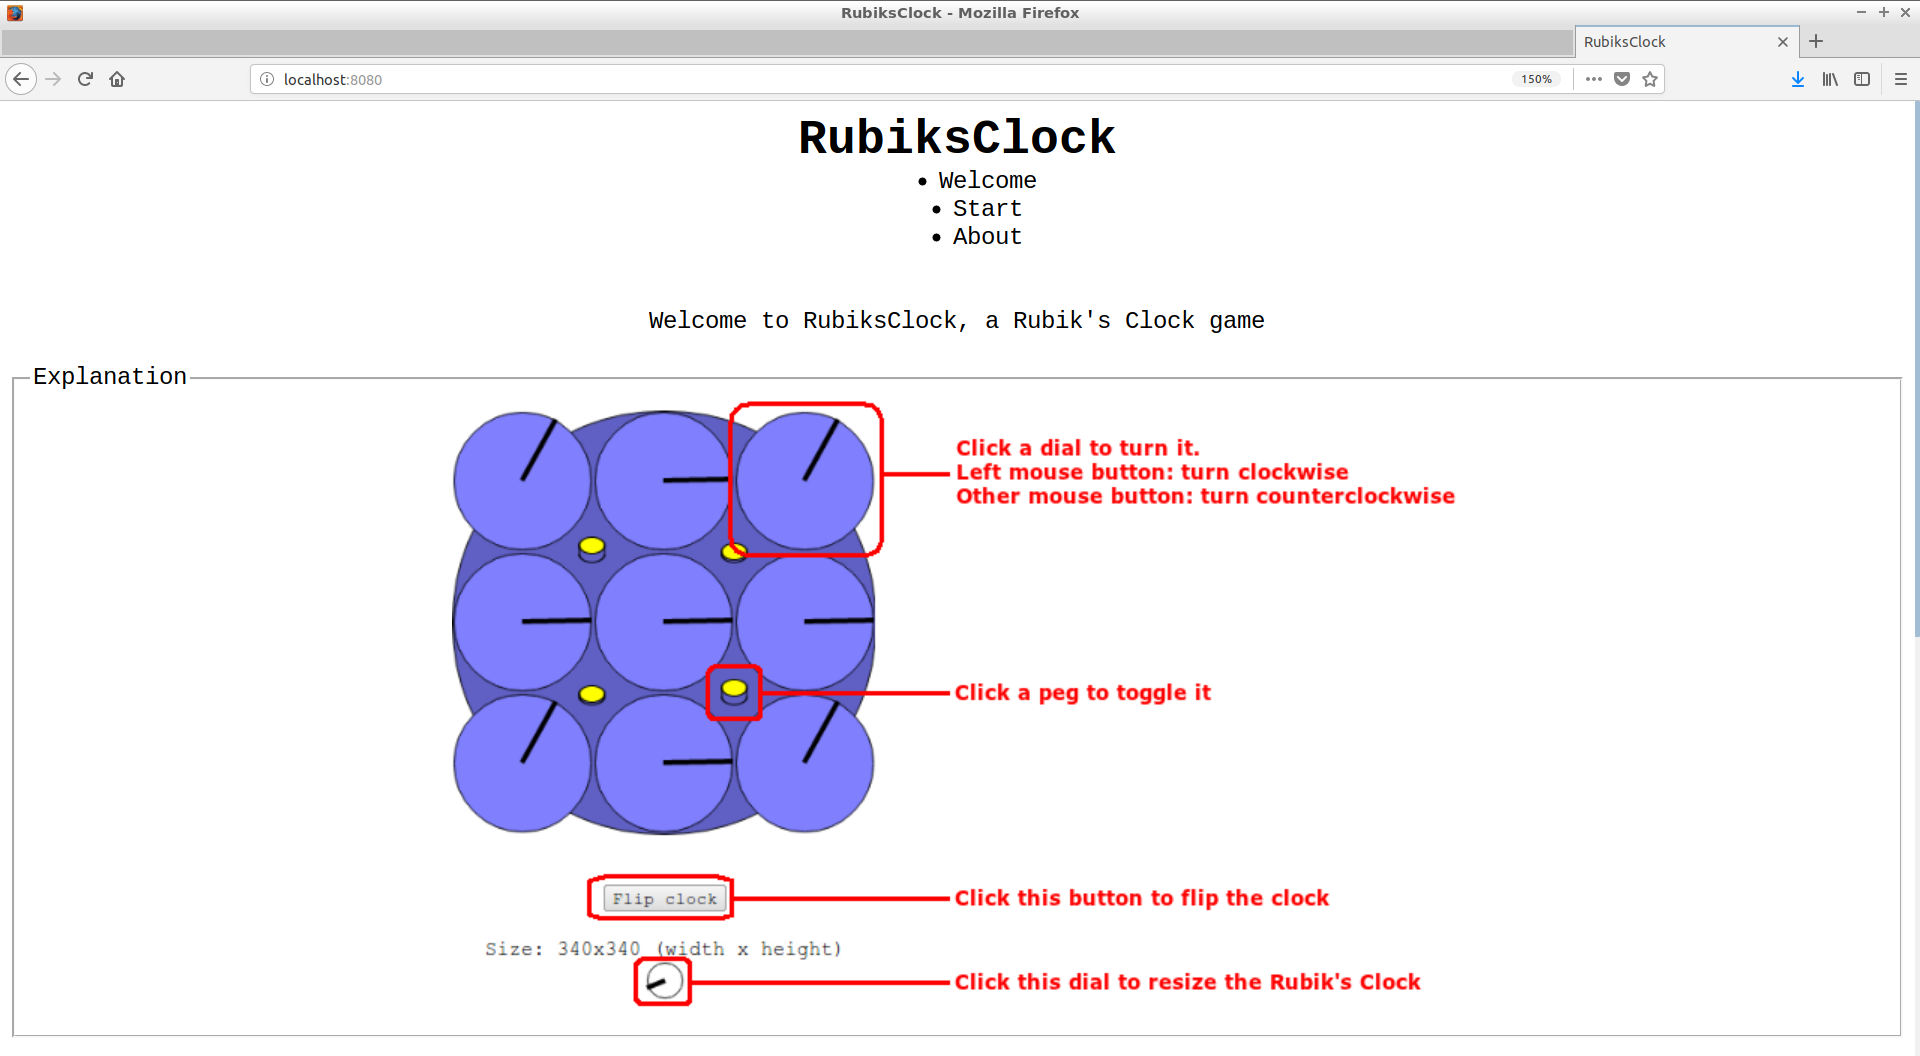 RubiksClock - Mozilla Firefox
RubiksClock
localhost:8080
150%
RubiksClock
Welcome
Start
About
Welcome to RubiksClock, a Rubik's Clock game
Explanation
Click a dial to turn it.
Left mouse button: turn clockwise
Other mouse button: turn counterclockwise
Click a peg to toggle it
Flip clock
Click this button to flip the clock
Size: 340x340 (width x height)
Click this dial to resize the Rubik's Clock